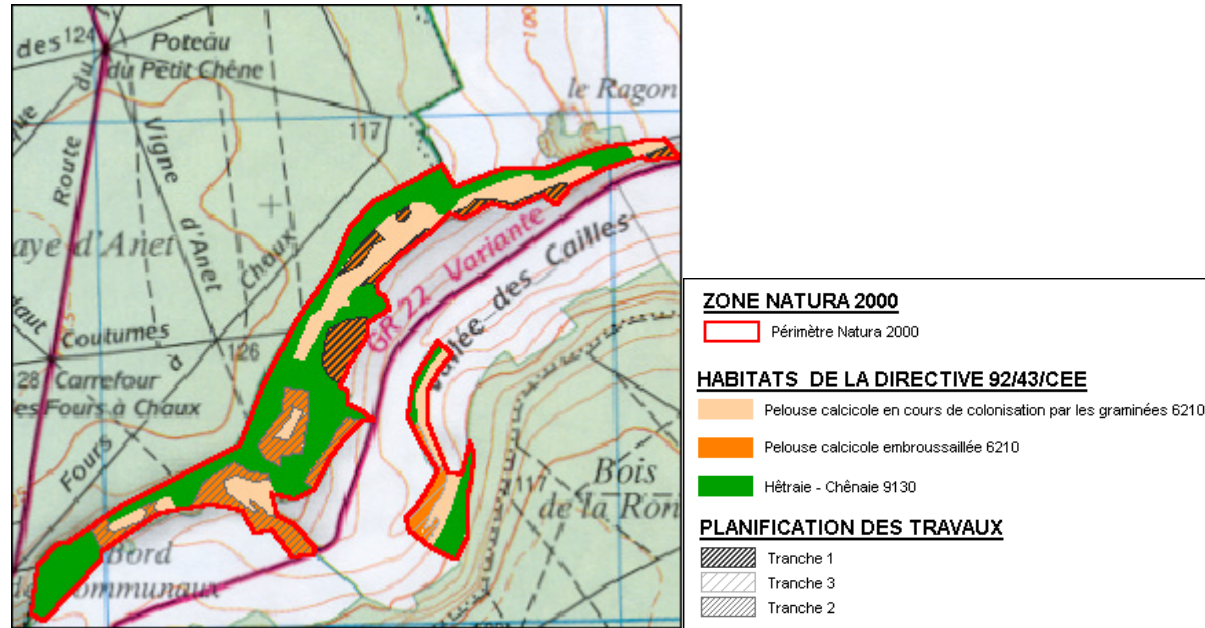 des 124
Poteau
du Petit Chêne
le Ragon
100
117
Route
du
Vigne
d'Anet
aye d'Anet
Chaux
à
GR 22 Variante
Vallée des Cailles
haut
Coutumes
126
128 Carrefour
es Fours à Chaux
Fours
117
Bois
de la Ron
Bord
ommunaux
ZONE NATURA 2000
Périmètre Natura 2000
HABITATS DE LA DIRECTIVE 92/43/CEE
Pelouse calcicole en cours de colonisation par les graminées 6210
Pelouse calcicole embroussaillée 6210
Hêtraie - Chênaie 9130
PLANIFICATION DES TRAVAUX
Tranche 1
Tranche 3
Tranche 2